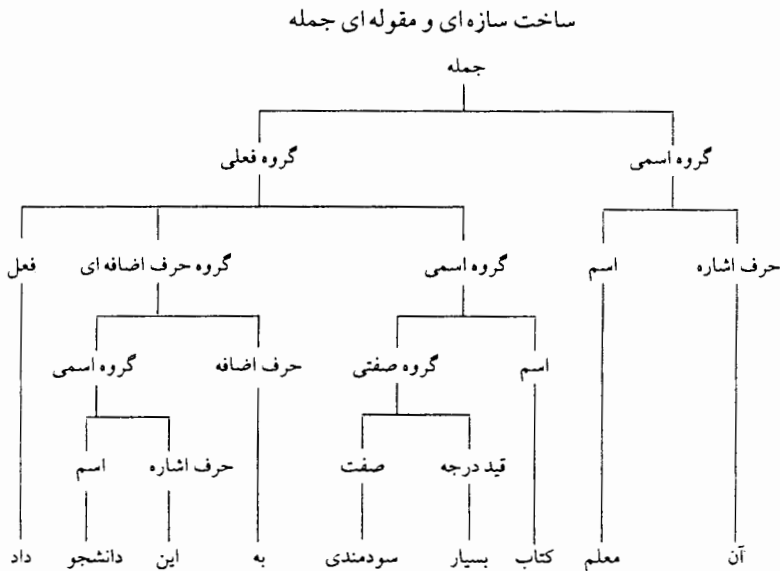 ساخت سازه ای و مقوله ای جمله
جمله
گروه اسمی گروه فعلی
حرف اشاره اسم گروه اسمی گروه حرف اضافه ای فعل
اسم گروه صفتی حرف اضافه گروه اسمی
قید درجه صفت حرف اشاره اسم
آن معلم کتاب بسیار سودمندی به این دانشجو داد